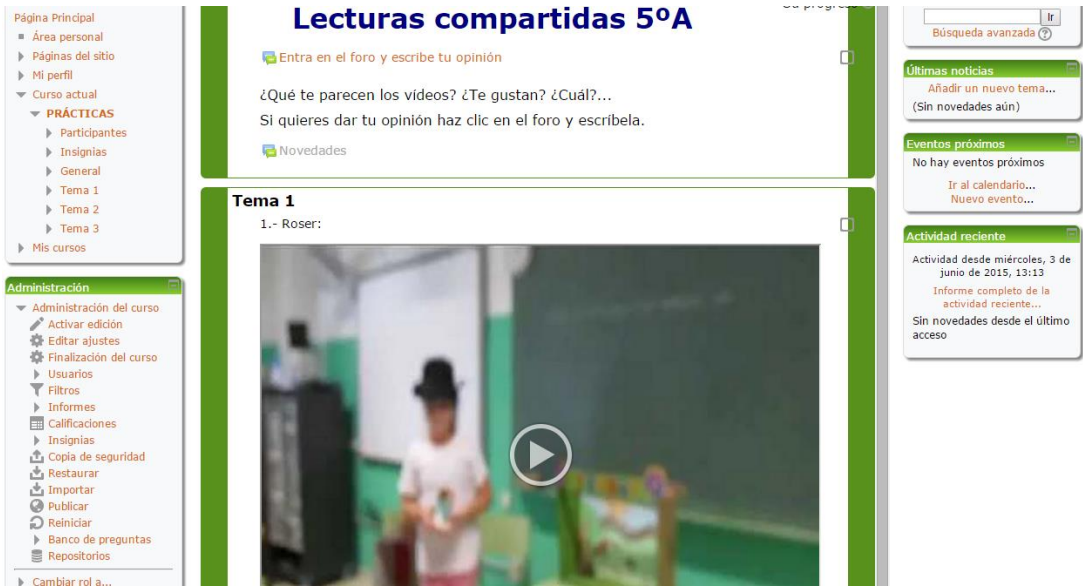 Página Principal
Área personal
Páginas del sitio
Mi perfil
Curso actual
PRÁCTICAS
Participantes
Insignias
General
Tema 1
Tema 2
Tema 3
Mis cursos
Administración
Administración del curso
Activar edición
Editar ajustes
Finalización del curso
Usuarios
Filtros
Informes
Calificaciones
Insignias
Copia de seguridad
Restaurar
Importar
Publicar
Reiniciar
Banco de preguntas
Repositorios
Cambiar rol a...
Su progreso
Lecturas compartidas 5ºA
Entra en el foro y escribe tu opinión
¿Qué te parecen los vídeos? ¿Te gustan? ¿Cuál?...
Si quieres dar tu opinión haz clic en el foro y escríbela.
Novedades
Tema 1
1.- Roser:
Ir
Búsqueda avanzada
Últimas noticias
Añadir un nuevo tema...
(Sin novedades aún)
Eventos próximos
No hay eventos próximos
Ir al calendario...
Nuevo evento...
Actividad reciente
Actividad desde miércoles, 3 de
junio de 2015, 13:13
Informe completo de la
actividad reciente...
Sin novedades desde el último
acceso